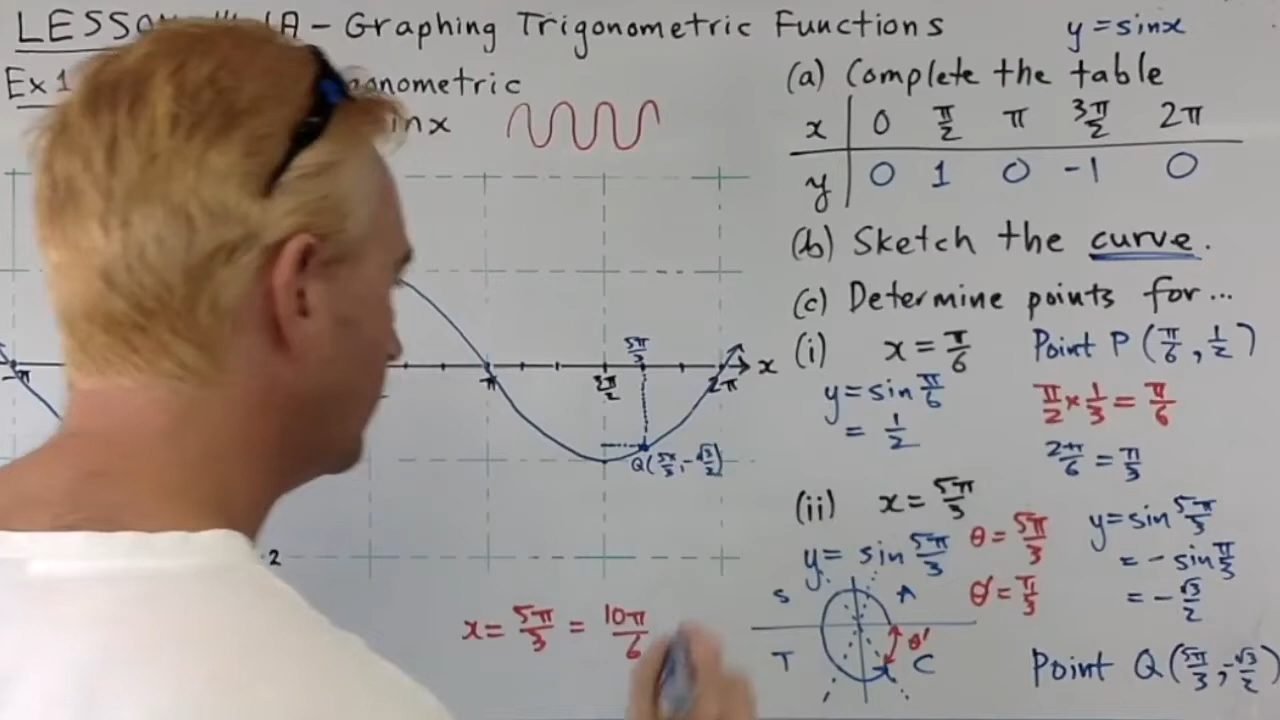 LESSO 1A - Graphing Trigonometric Functions
Ex 1 onometric
inx
-π π 3π/2 5π/3 2π x
Q(5π/3, -√3/2)
-2
x = 5π/3 = 10π/6
y = sinx
(a) Complete the table
x 0 π/2 π 3π/2 2π
y 0 1 0 -1 0
(b) Sketch the curve.
(c) Determine points for...
(i) x = π/6 Point P (π/6, 1/2)
y = sin π/6 π/2 × 1/3 = π/6
= 1/2 2π/6 = π/3
(ii) x = 5π/3
y = sin 5π/3 θ = 5π/3 y = sin 5π/3
= - sin π/3
S A θ' = π/3 = - √3/2
T C θ'
Point Q (5π/3, -√3/2)